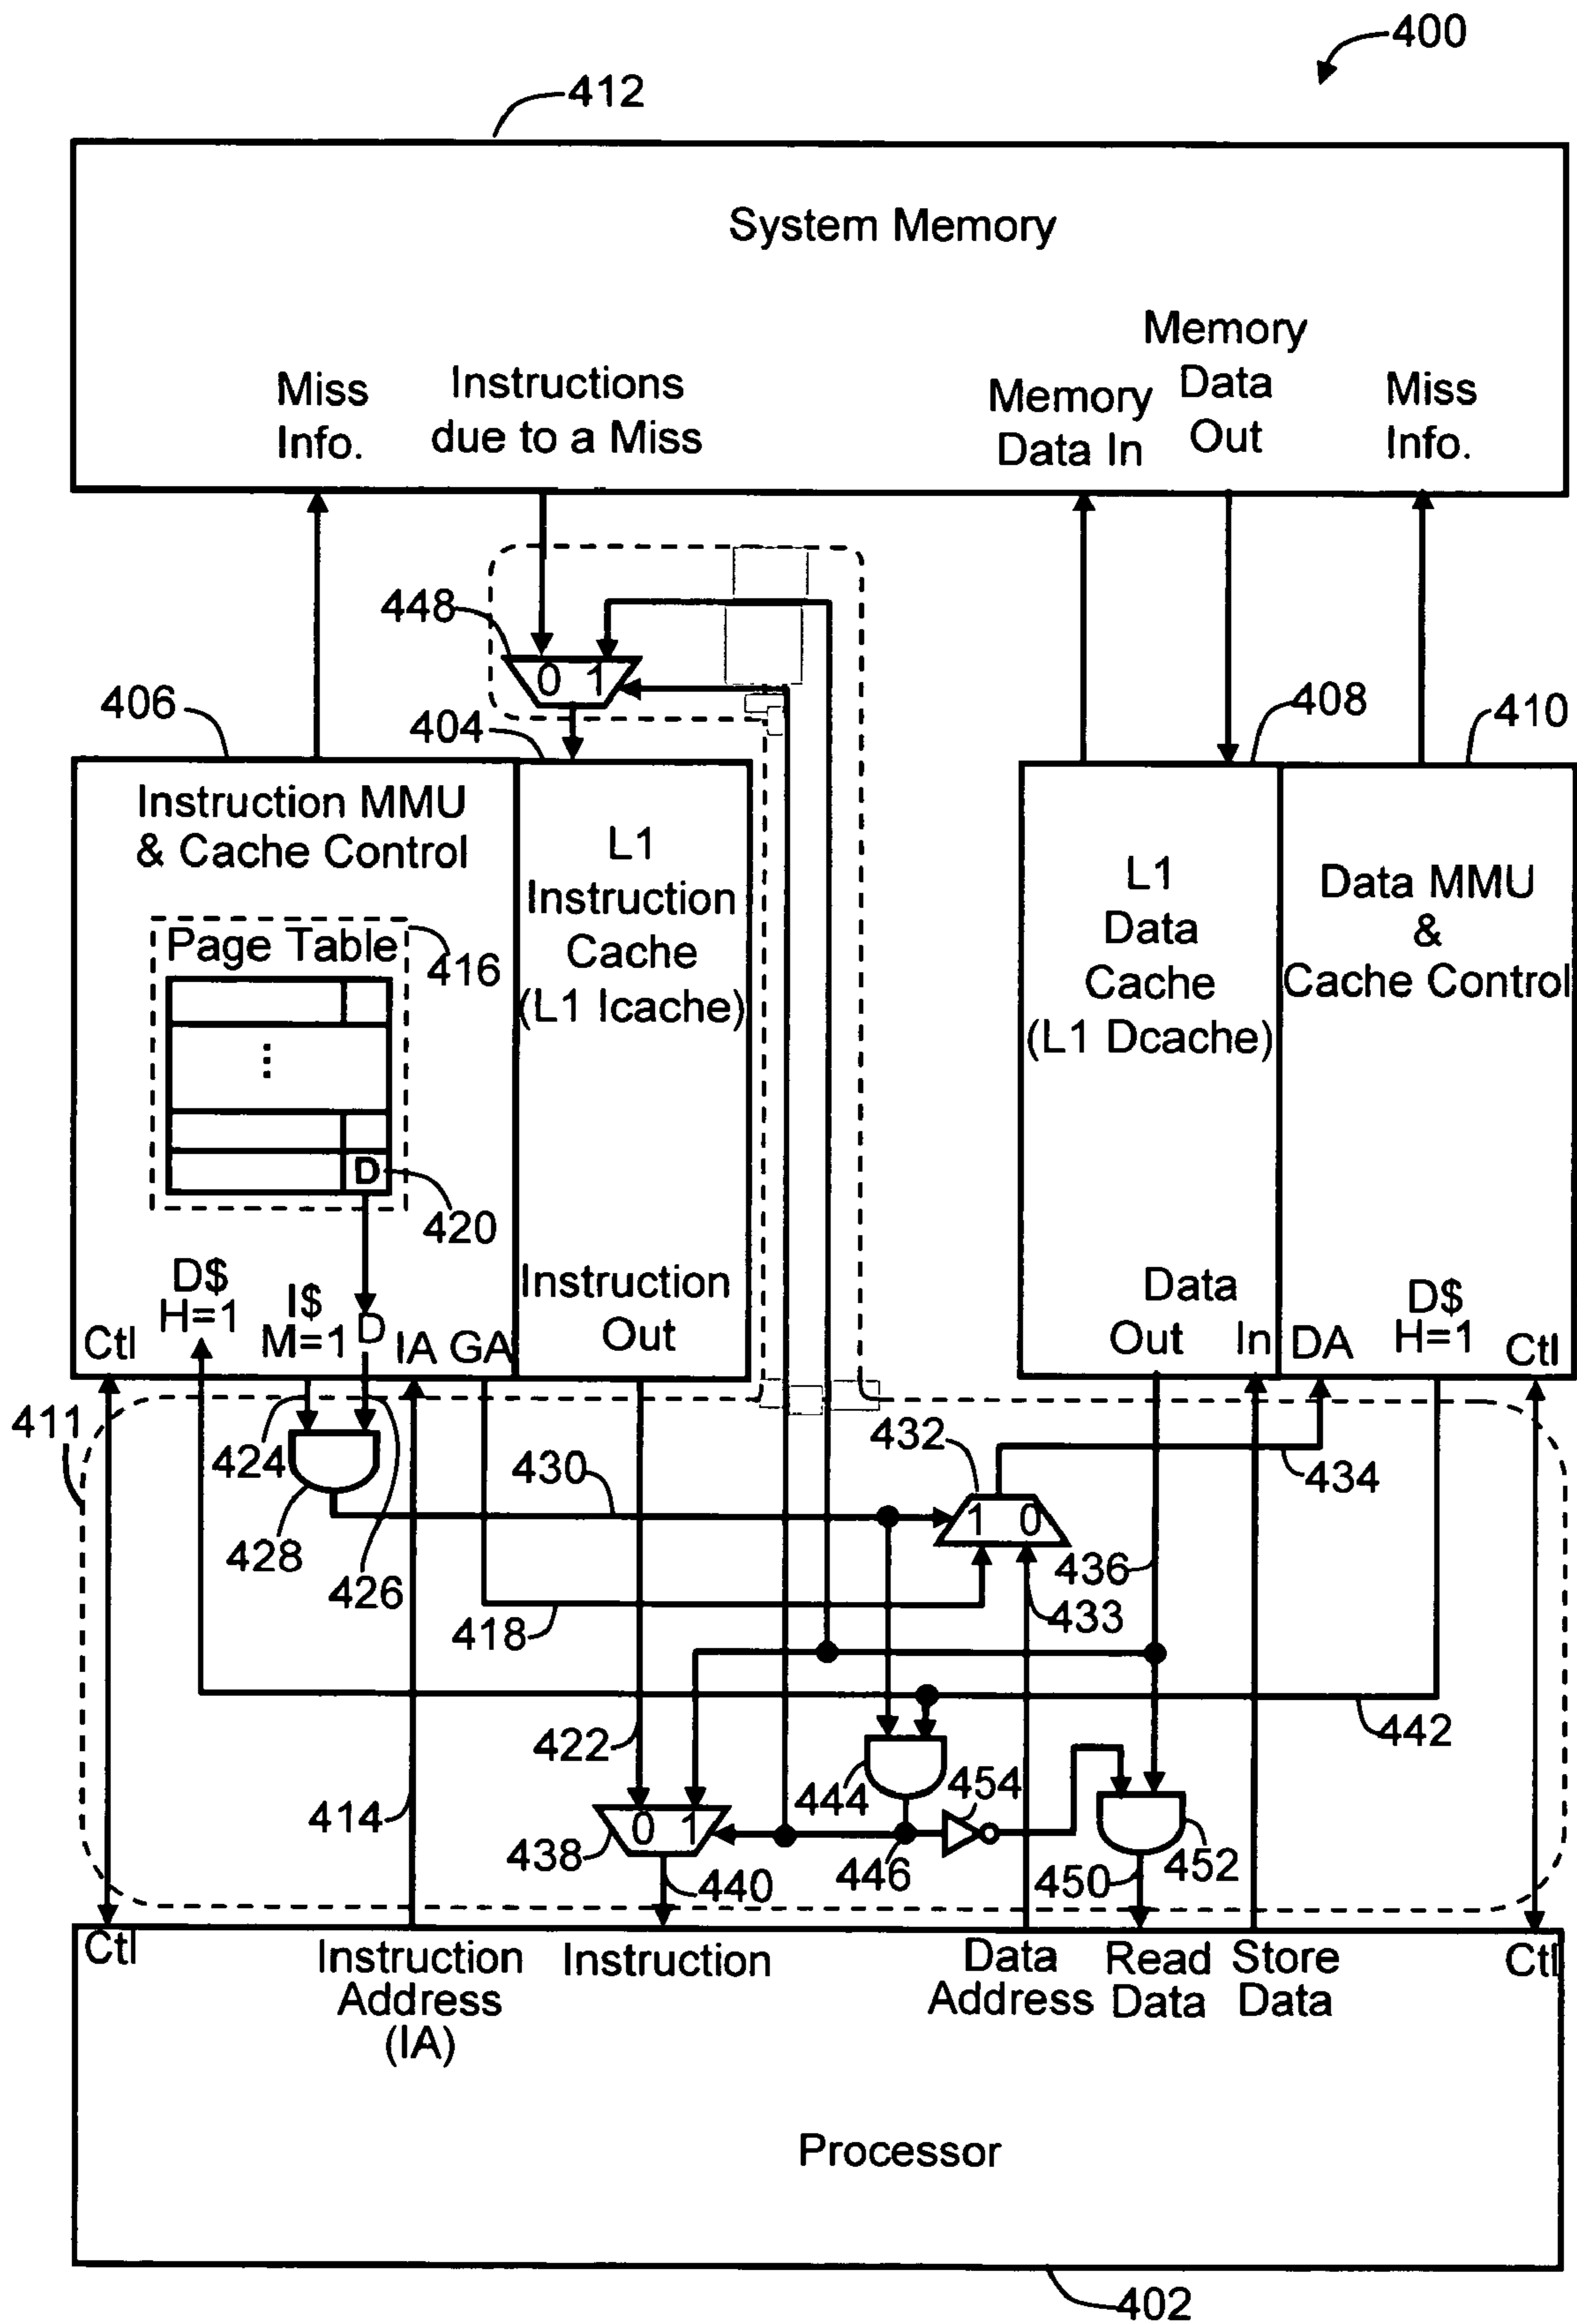 400
412
System Memory
Miss
Info.
Instructions
due to a Miss
Memory
Data In
Memory
Data
Out
Miss
Info.
448
0 1
406
404
408
410
Instruction MMU
& Cache Control
L1
Instruction
Cache
(L1 Icache)
L1
Data
Cache
(L1 Dcache)
Data MMU
&
Cache Control
Page Table
416
⋮
D
420
Ctl
D$
H=1
I$
M=1
D
IA
GA
Instruction
Out
Data
Out
In
DA
D$
H=1
Ctl
411
424
428
426
430
432
1 0
434
418
436
433
422
442
414
444
454
438
0 1
440
446
450
452
Ctl
Instruction
Address
(IA)
Instruction
Data
Address
Read
Data
Store
Data
Ctl
Processor
402